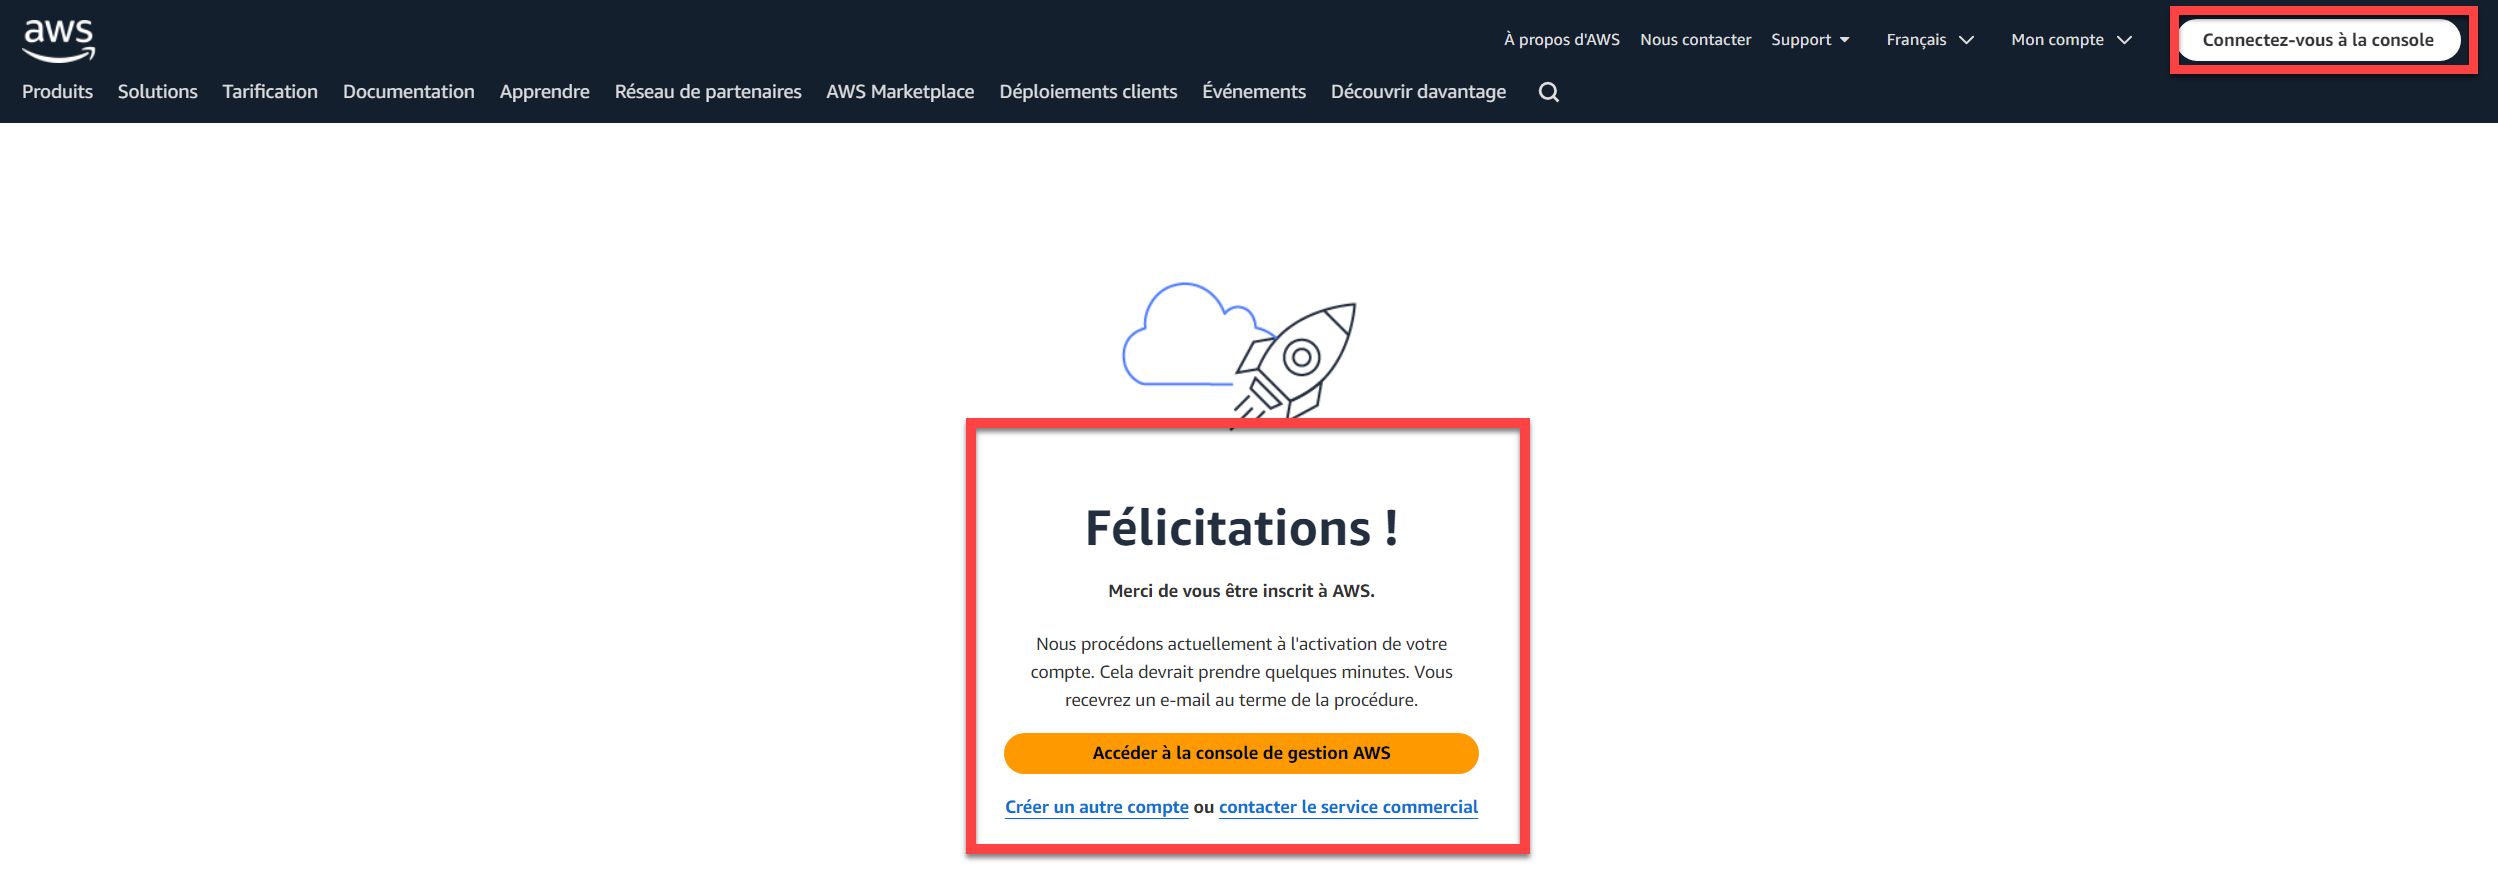 aws
À propos d'AWS Nous contacter Support Français Mon compte Connectez-vous à la console
Produits Solutions Tarification Documentation Apprendre Réseau de partenaires AWS Marketplace Déploiements clients Événements Découvrir davantage
Félicitations !
Merci de vous être inscrit à AWS.
Nous procédons actuellement à l'activation de votre
compte. Cela devrait prendre quelques minutes. Vous
recevrez un e-mail au terme de la procédure.
Accéder à la console de gestion AWS
Créer un autre compte ou contacter le service commercial